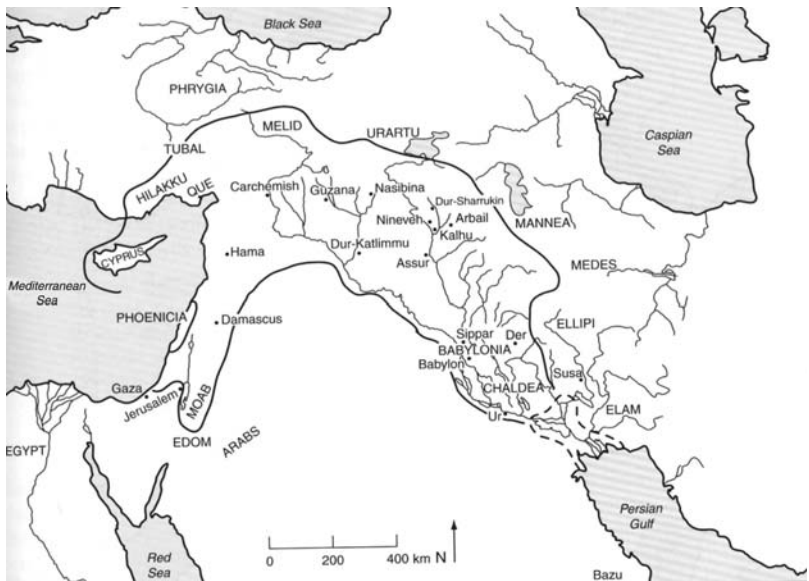 Black Sea
PHRYGIA
Caspian
Sea
TUBAL
MELID
URARTU
HILAKKU
QUE
Carchemish
Guzana
Nasibina
Dur-Sharrukin
Nineveh
Arbail
Kalhu
MANNEA
CYPRUS
Hama
Dur-Katlimmu
Assur
MEDES
Mediterranean
Sea
PHOENICIA
Damascus
Sippar
Der
ELLIPI
BABYLONIA
Babylon
Susa
CHALDEA
Gaza
Jerusalem
MOAB
Ur
ELAM
EDOM
ARABS
EGYPT
Persian
Gulf
Red
Sea
0 200 400 km
N
Bazu